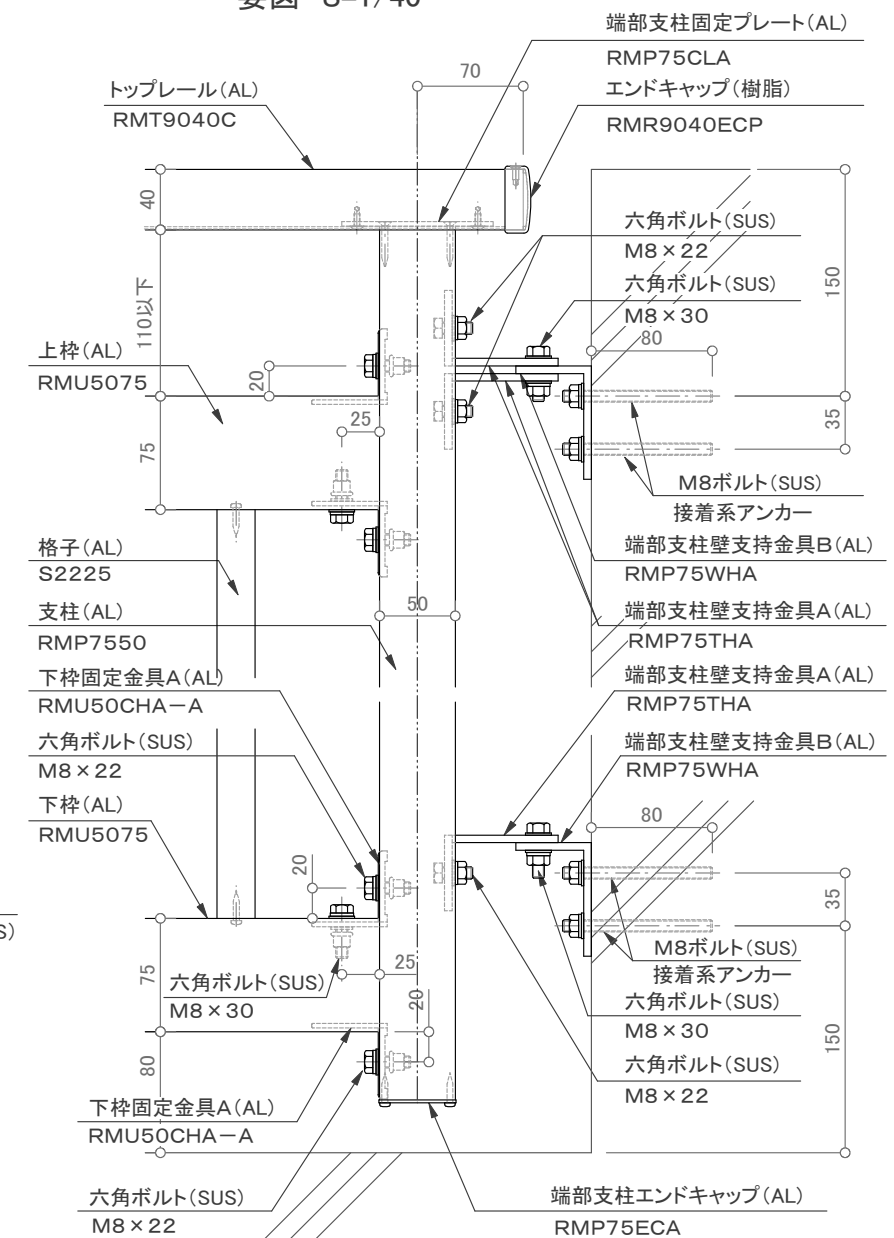 要図 S=1/40
端部支柱固定プレート(AL)
RMP75CLA
70
トップレール(AL)
RMT9040C
エンドキャップ(樹脂)
RMR9040ECP
40
六角ボルト(SUS)
M8×22
六角ボルト(SUS)
M8×30
150
110以下
80
上枠(AL)
RMU5075
20
25
75
35
M8ボルト(SUS)
接着系アンカー
格子(AL)
S2225
端部支柱壁支持金具B(AL)
RMP75WHA
支柱(AL)
RMP7550
50
端部支柱壁支持金具A(AL)
RMP75THA
下枠固定金具A(AL)
RMU50CHA-A
端部支柱壁支持金具A(AL)
RMP75THA
六角ボルト(SUS)
M8×22
端部支柱壁支持金具B(AL)
RMP75WHA
下枠(AL)
RMU5075
80
20
35
S)
75
25
M8ボルト(SUS)
接着系アンカー
六角ボルト(SUS)
M8×30
20
六角ボルト(SUS)
M8×30
150
80
六角ボルト(SUS)
M8×22
下枠固定金具A(AL)
RMU50CHA-A
六角ボルト(SUS)
M8×22
端部支柱エンドキャップ(AL)
RMP75ECA